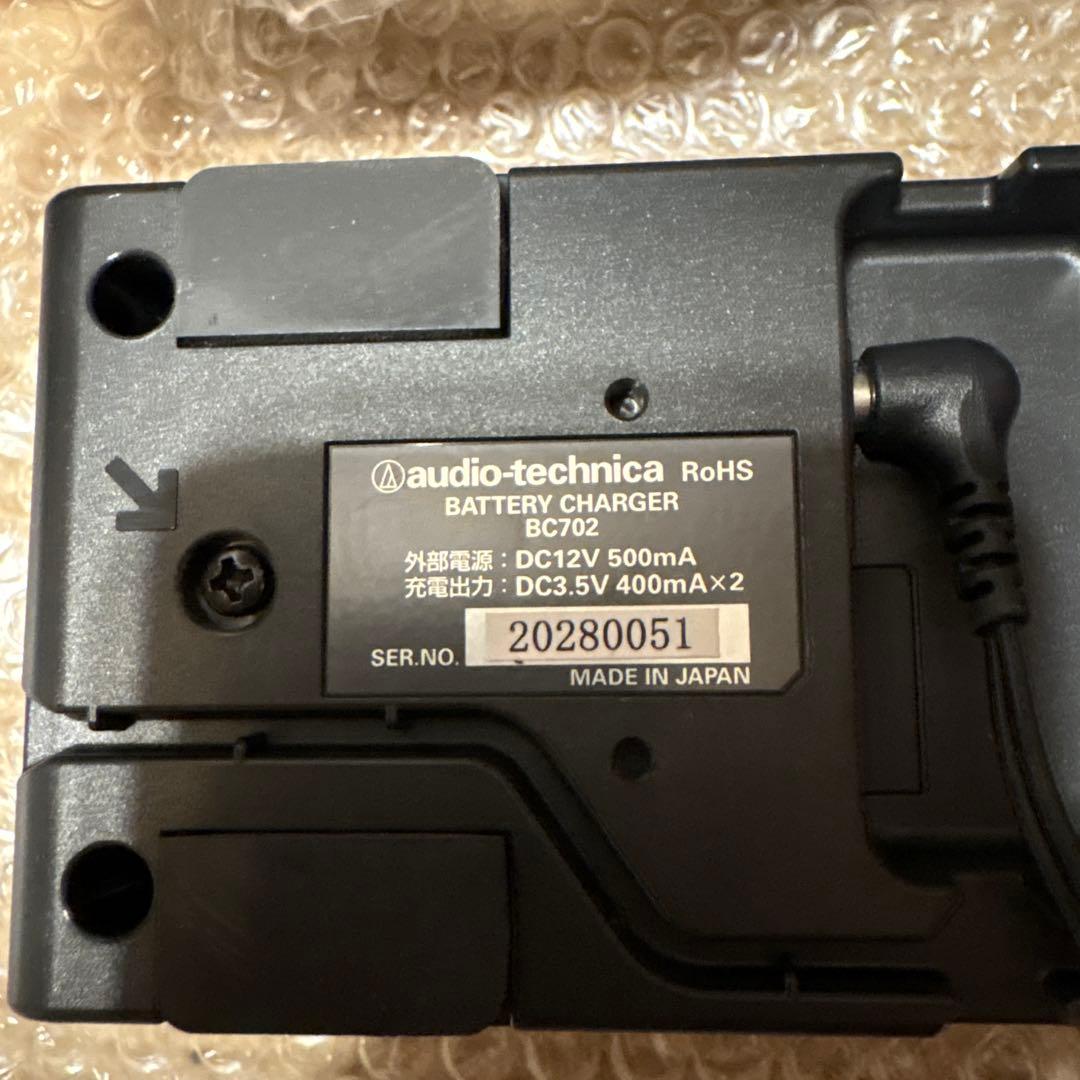 audio-technica RoHS
BATTERY CHARGER
BC702
外部電源：DC12V 500mA
充電出力：DC3.5V 400mA×2
SER.NO. 20280051
MADE IN JAPAN